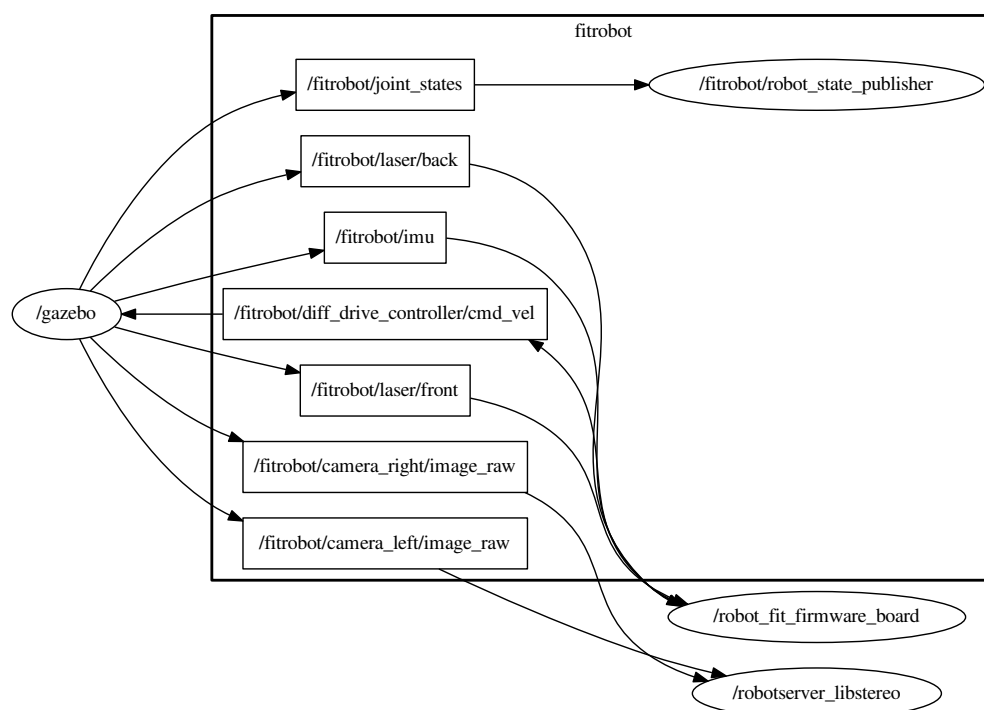 fitrobot
/fitrobot/joint_states
/fitrobot/robot_state_publisher
/fitrobot/laser/back
/fitrobot/imu
/gazebo
/fitrobot/diff_drive_controller/cmd_vel
/fitrobot/laser/front
/fitrobot/camera_right/image_raw
/fitrobot/camera_left/image_raw
/robot_fit_firmware_board
/robotserver_libstereo